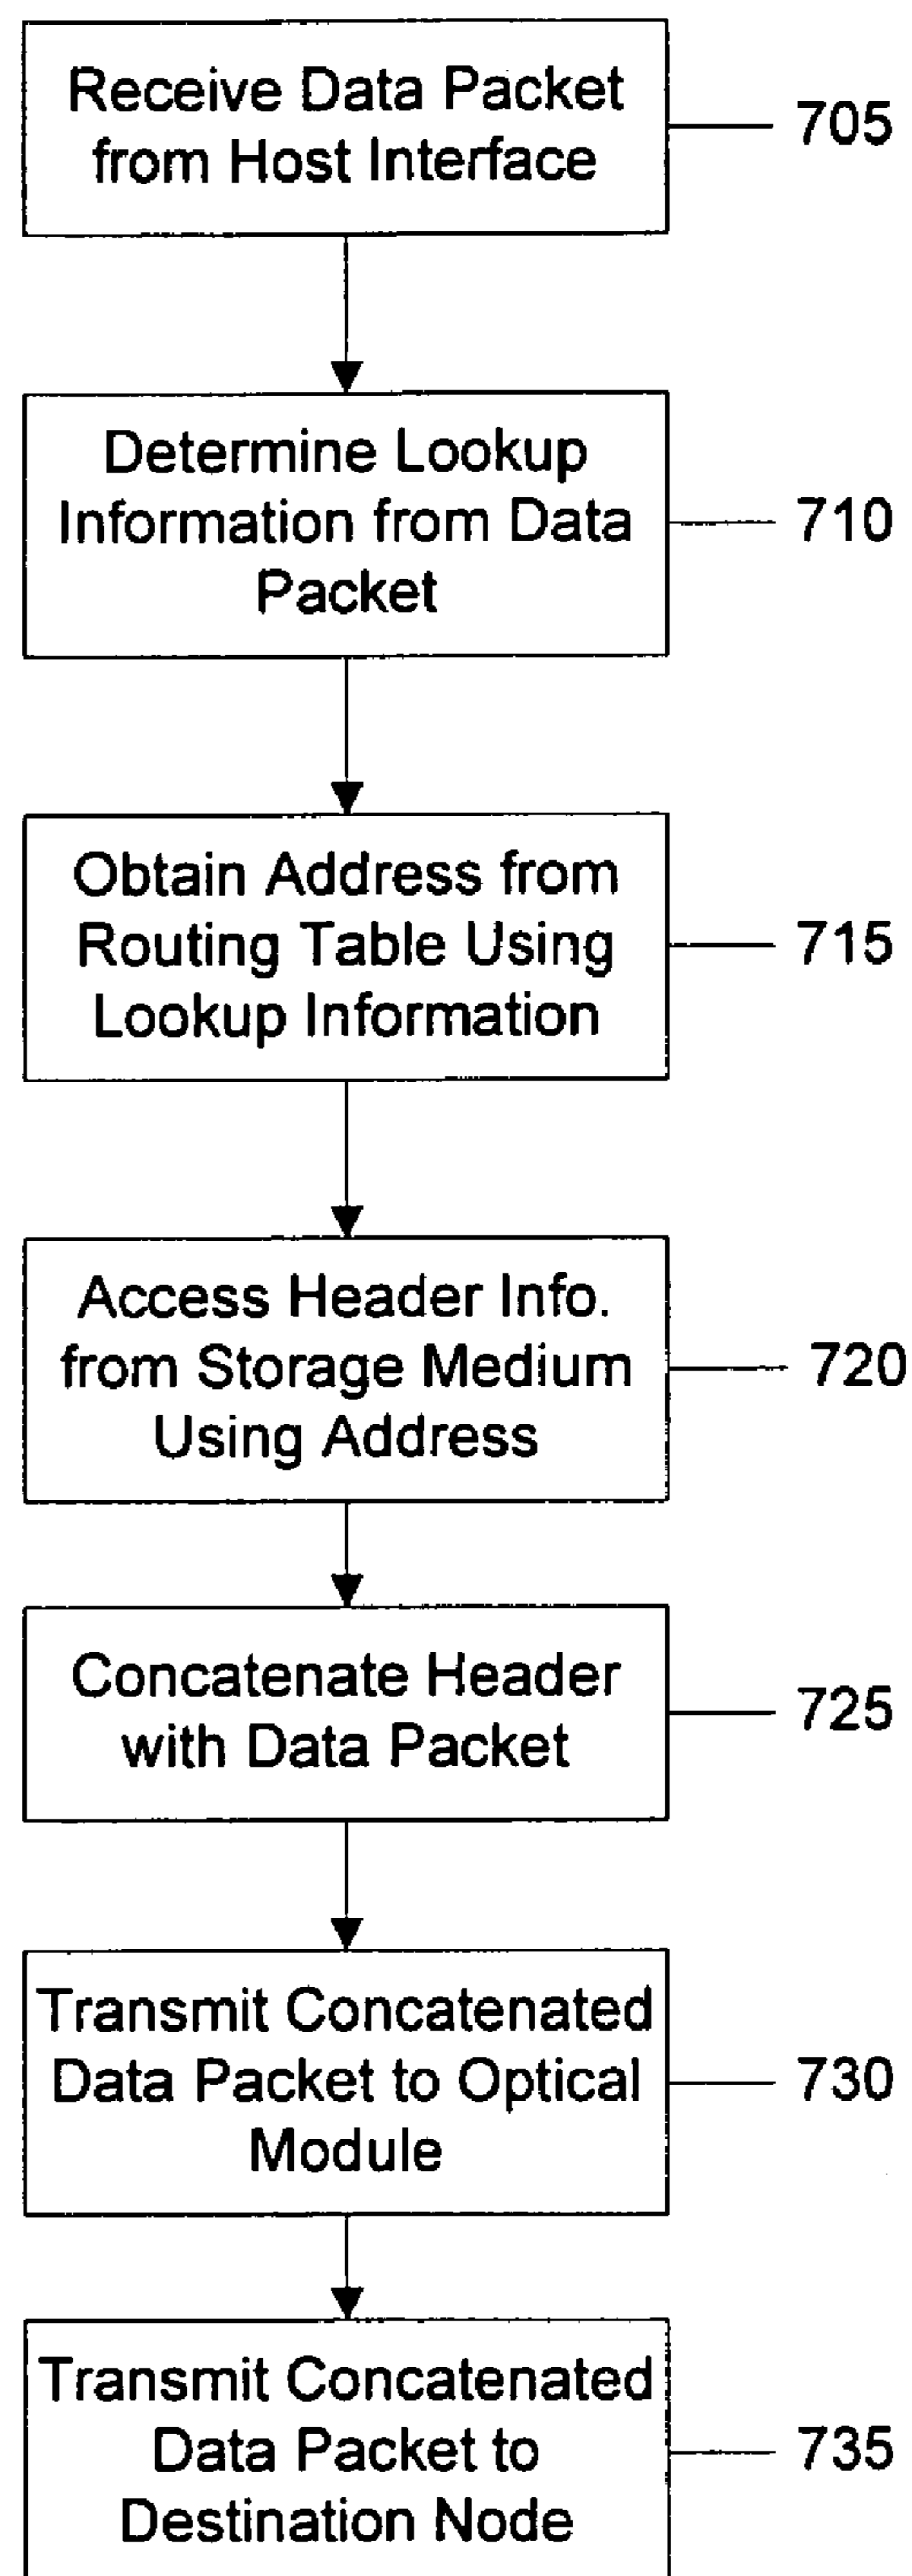 Receive Data Packet
from Host Interface
705
Determine Lookup
Information from Data
Packet
710
Obtain Address from
Routing Table Using
Lookup Information
715
Access Header Info.
from Storage Medium
Using Address
720
Concatenate Header
with Data Packet
725
Transmit Concatenated
Data Packet to Optical
Module
730
Transmit Concatenated
Data Packet to
Destination Node
735